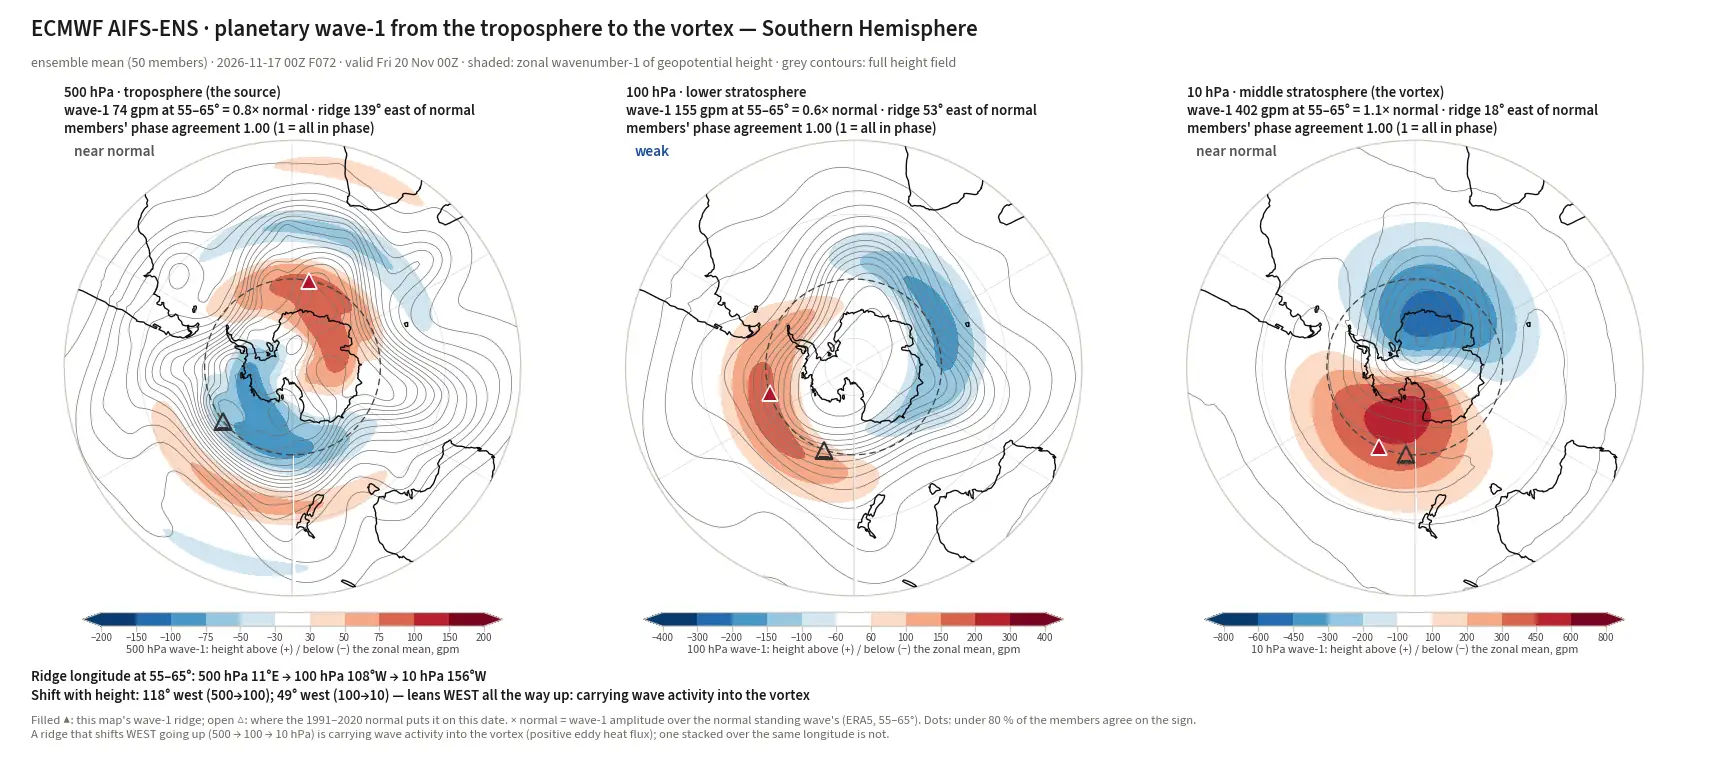 ECMWF AIFS-ENS · planetary wave-1 from the troposphere to the vortex — Southern Hemisphere
ensemble mean (50 members) · 2026-11-17 00Z F072 · valid Fri 20 Nov 00Z · shaded: zonal wavenumber-1 of geopotential height · grey contours: full height field
500 hPa · troposphere (the source)
wave-1 74 gpm at 55–65° = 0.8× normal · ridge 139° east of normal
members' phase agreement 1.00 (1 = all in phase)
near normal
100 hPa · lower stratosphere
wave-1 155 gpm at 55–65° = 0.6× normal · ridge 53° east of normal
members' phase agreement 1.00 (1 = all in phase)
weak
10 hPa · middle stratosphere (the vortex)
wave-1 402 gpm at 55–65° = 1.1× normal · ridge 18° east of normal
members' phase agreement 1.00 (1 = all in phase)
near normal
−200 −150 −100 −75 −50 −30 30 50 75 100 150 200
500 hPa wave-1: height above (+) / below (−) the zonal mean, gpm
−400 −300 −200 −150 −100 −60 60 100 150 200 300 400
100 hPa wave-1: height above (+) / below (−) the zonal mean, gpm
−800 −600 −450 −300 −200 −100 100 200 300 450 600 800
10 hPa wave-1: height above (+) / below (−) the zonal mean, gpm
Ridge longitude at 55–65°: 500 hPa 11°E → 100 hPa 108°W → 10 hPa 156°W
Shift with height: 118° west (500→100); 49° west (100→10) — leans WEST all the way up: carrying wave activity into the vortex
Filled ▲: this map's wave-1 ridge; open △: where the 1991–2020 normal puts it on this date. × normal = wave-1 amplitude over the normal standing wave's (ERA5, 55–65°). Dots: under 80 % of the members agree on the sign.
A ridge that shifts WEST going up (500 → 100 → 10 hPa) is carrying wave activity into the vortex (positive eddy heat flux); one stacked over the same longitude is not.